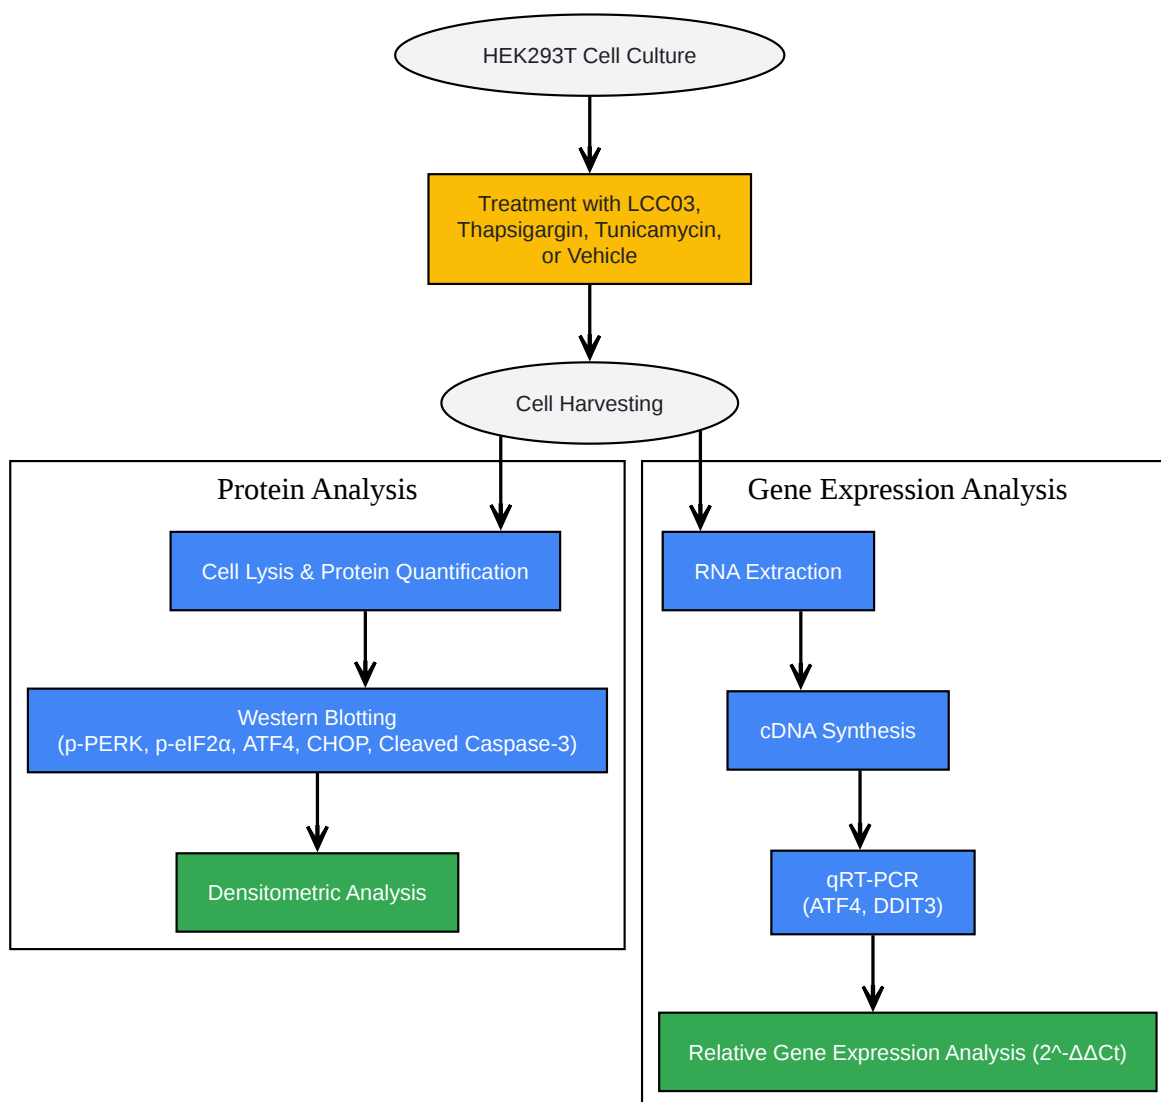 HEK293T Cell Culture
Treatment with LCC03,
Thapsigargin, Tunicamycin,
or Vehicle
Cell Harvesting
Protein Analysis
Cell Lysis & Protein Quantification
Western Blotting
(p-PERK, p-eIF2α, ATF4, CHOP, Cleaved Caspase-3)
Densitometric Analysis
Gene Expression Analysis
RNA Extraction
cDNA Synthesis
qRT-PCR
(ATF4, DDIT3)
Relative Gene Expression Analysis (2^-ΔΔCt)